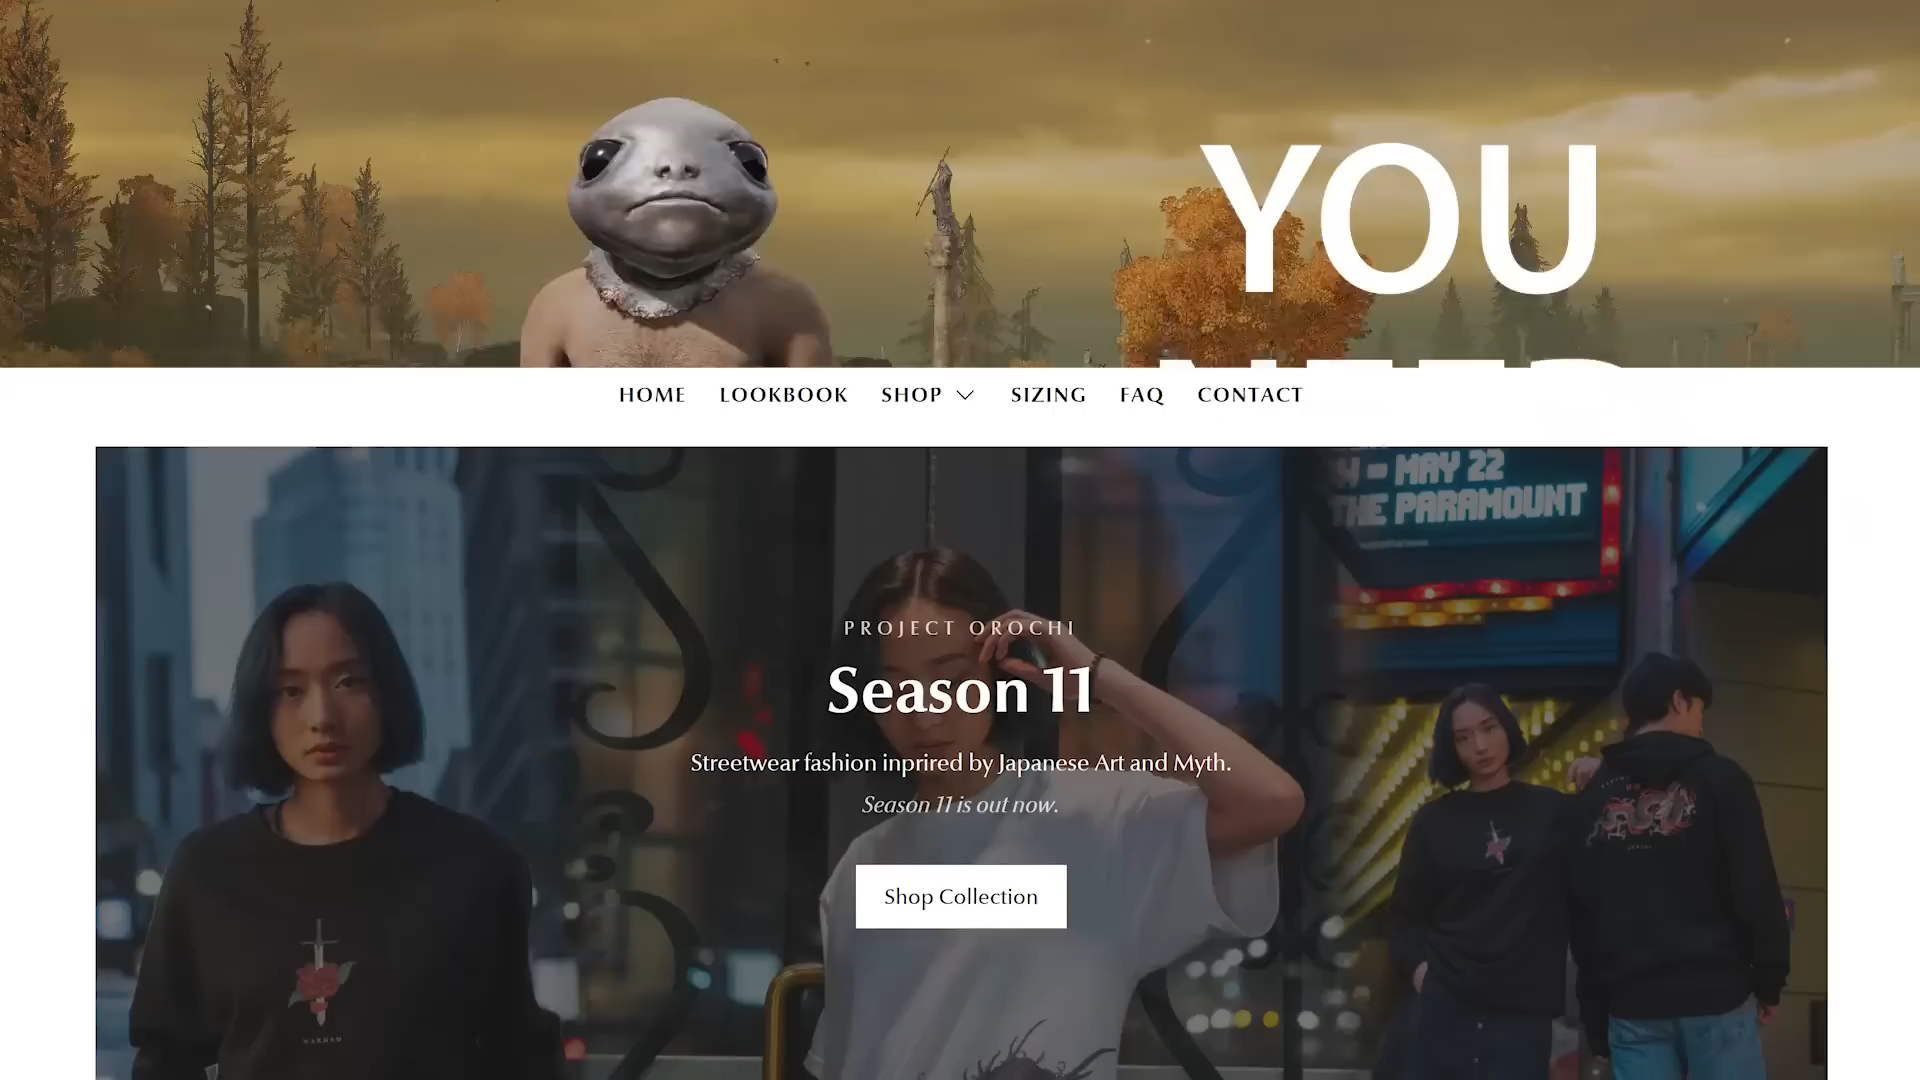 YOU
HOME LOOKBOOK SHOP SIZING FAQ CONTACT
M - MAY 22
THE PARAMOUNT
PROJECT OROCHI
Season 11
Streetwear fashion inprired by Japanese Art and Myth.
Season 11 is out now.
Shop Collection